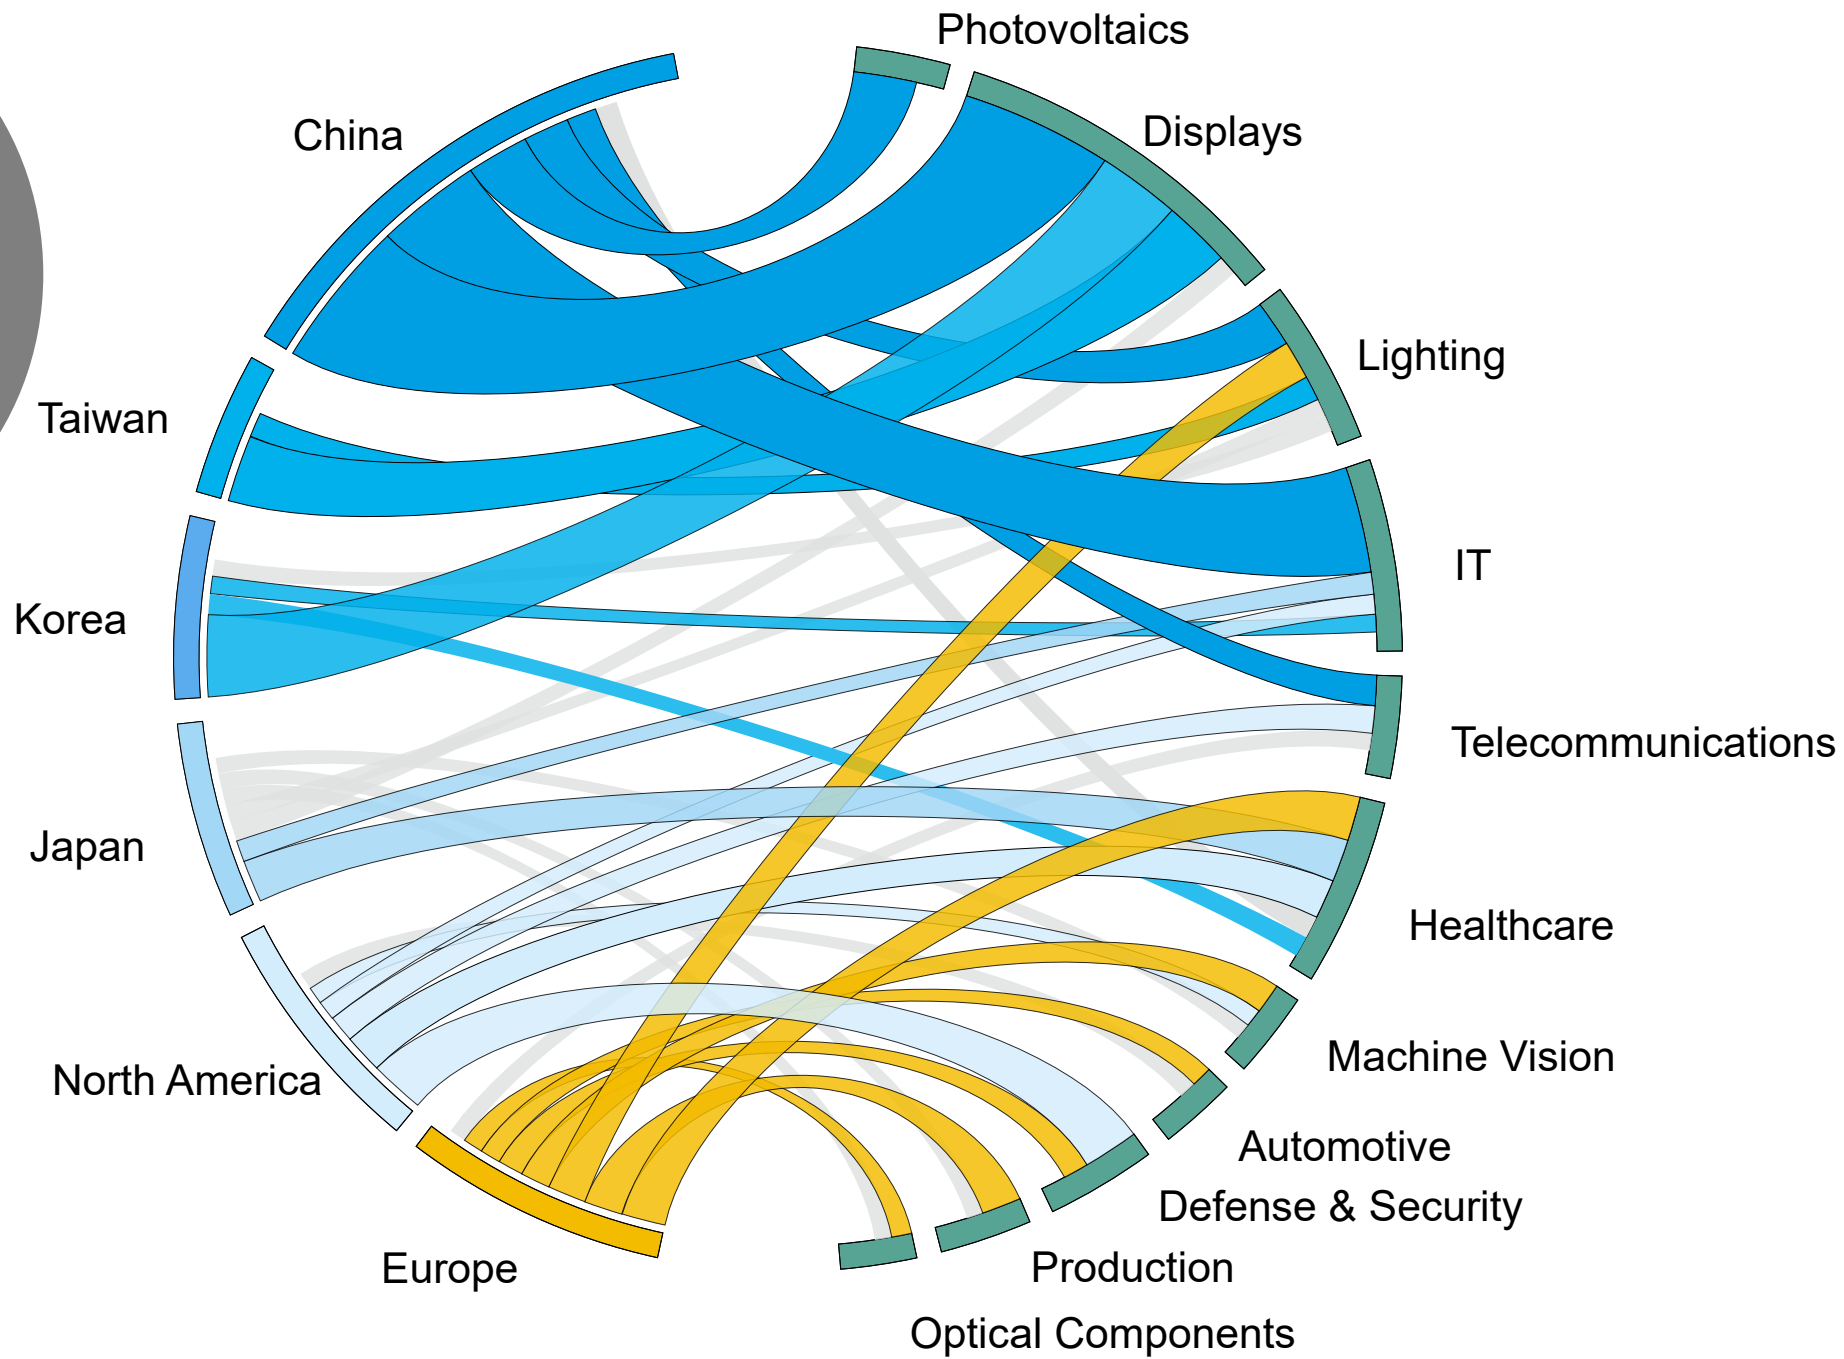 Photovoltaics
China
Displays
Lighting
Taiwan
IT
Korea
Telecommunications
Japan
Healthcare
Machine Vision
North America
Automotive
Defense & Security
Europe
Production
Optical Components